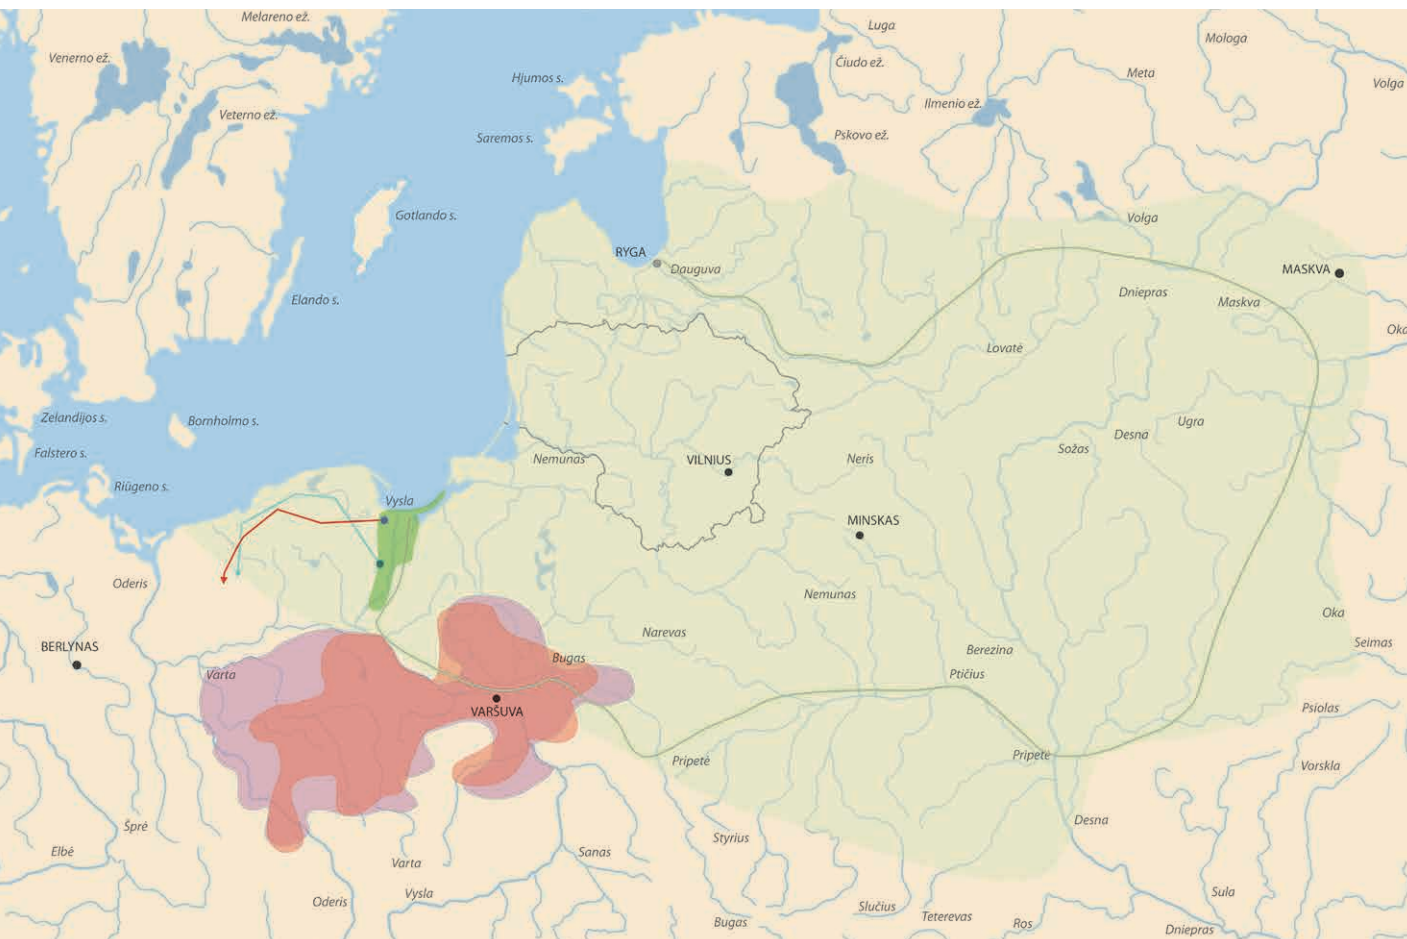 Melareno ež.
Luga
Mologa
Venerno ež.
Čiudo ež.
Meta
Hjumos s.
Volga
Ilmenio ež.
Veterno ež.
Pskovo ež.
Saremos s.
Gotlando s.
Volga
RYGA
Dauguva
MASKVA
Dniepras
Elando s.
Maskva
Oka
Lovatė
Zelandijos s.
Bornholmo s.
Ugra
Desna
Sožas
Falstero s.
Nemunas
VILNIUS
Neris
Riūgeno s.
Vysla
MINSKAS
Oderis
Nemunas
Oka
Narevas
Seimas
BERLYNAS
Berezina
Bugas
Varta
Ptičius
Psiolas
VARŠUVA
Pripetė
Pripetė
Vorskla
Desna
Šprė
Styrius
Elbė
Sanas
Varta
Vysla
Sula
Oderis
Slučius
Teterevas
Bugas
Ros
Dniepras